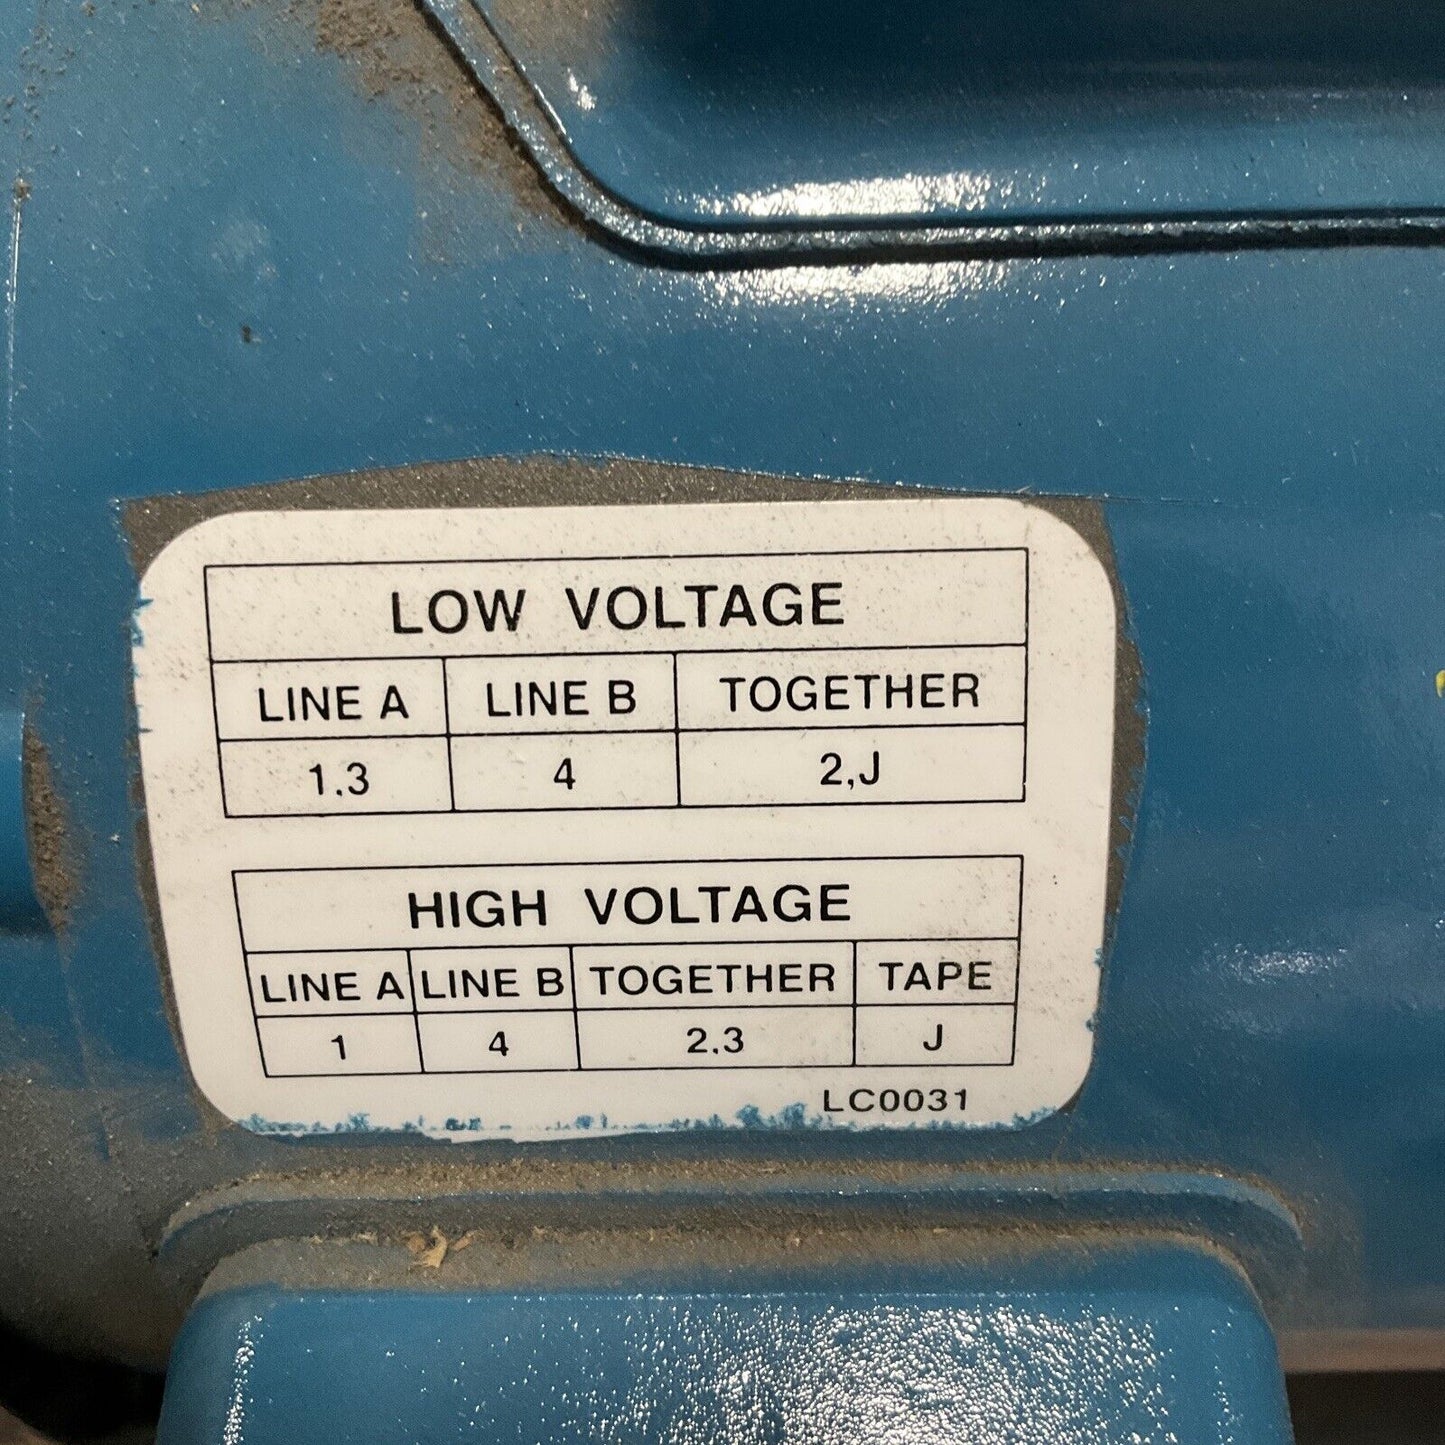 LOW VOLTAGE
LINE A LINE B TOGETHER
1.3 4 2,J
HIGH VOLTAGE
LINE A LINE B TOGETHER TAPE
1 4 2.3 J
LC0031